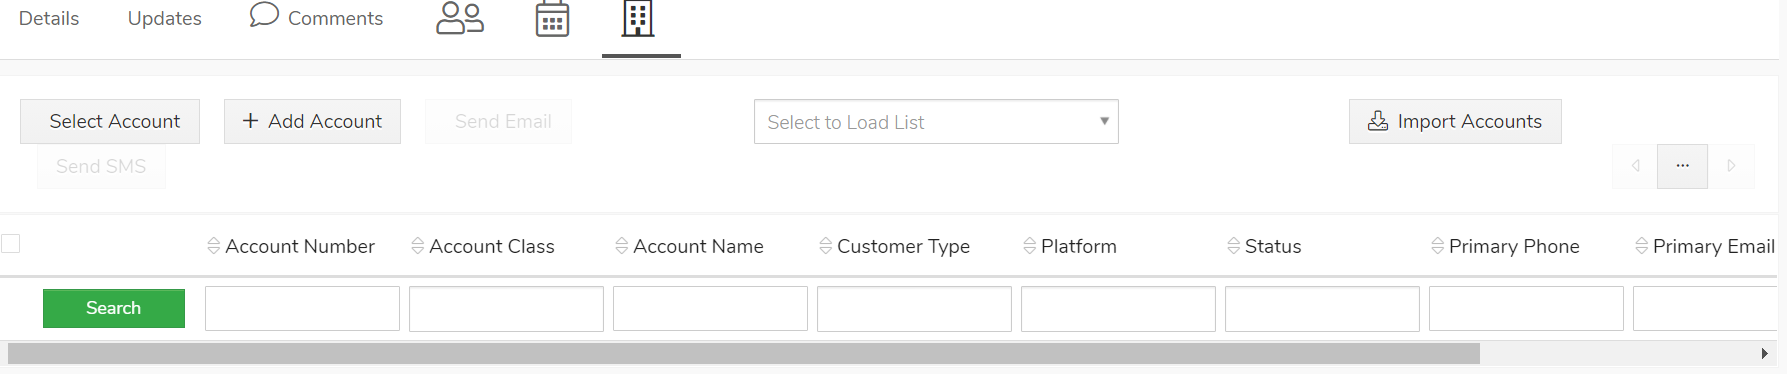 Details Updates Comments
Select Account + Add Account Send Email Select to Load List Import Accounts
Send SMS ...
Account Number Account Class Account Name Customer Type Platform Status Primary Phone Primary Email
Search